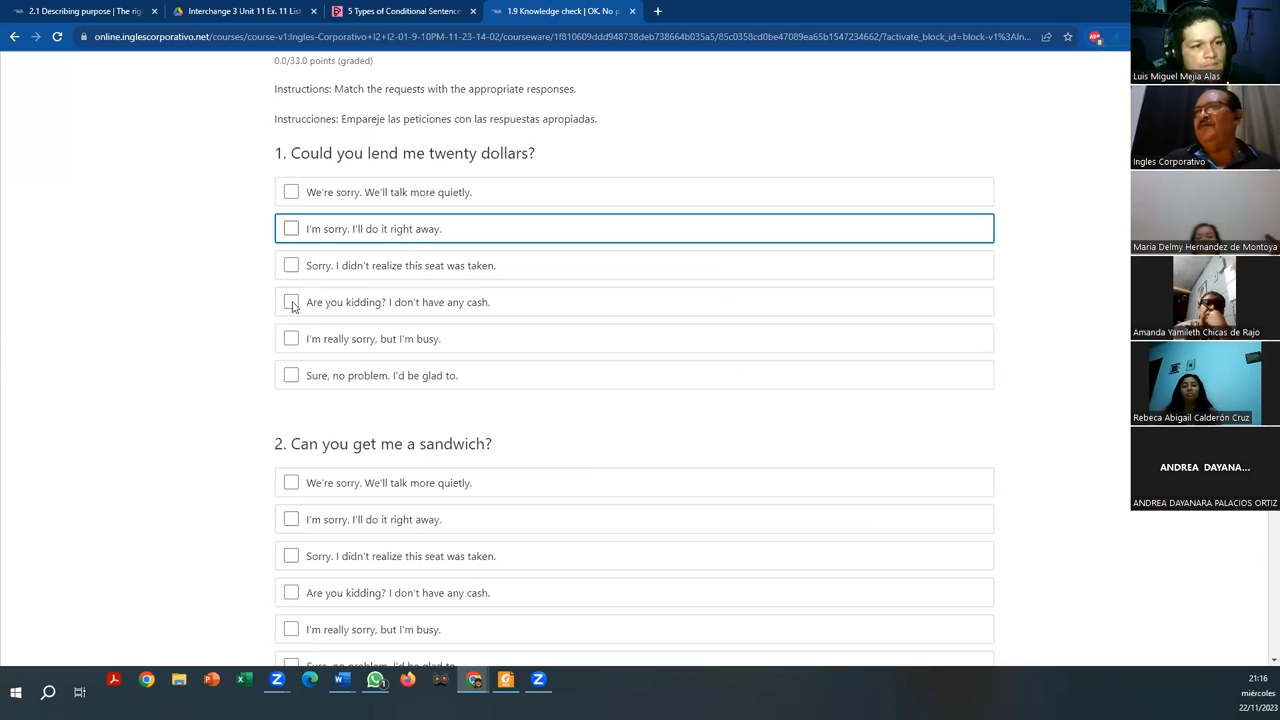 2.1 Describing purpose | The rig
Interchange 3 Unit 11 Ex. 11 List
5 Types of Conditional Sentence
1.9 Knowledge check | OK. No p
online.inglescorporativo.net/courses/course-v1:Ingles-Corporativo+I2+I2-01-9-10PM-11-23-14-02/courseware/1f810609ddd948738deb738664b035a5/85c0358cd0be47089ea65b1547234662/?activate_block_id=block-v1%3AIn...
0.0/33.0 points (graded)
Instructions: Match the requests with the appropriate responses.
Instrucciones: Empareje las peticiones con las respuestas apropiadas.
1. Could you lend me twenty dollars?
We're sorry. We'll talk more quietly.
I'm sorry. I'll do it right away.
Sorry. I didn't realize this seat was taken.
Are you kidding? I don't have any cash.
I'm really sorry, but I'm busy.
Sure, no problem. I'd be glad to.
2. Can you get me a sandwich?
We're sorry. We'll talk more quietly.
I'm sorry. I'll do it right away.
Sorry. I didn't realize this seat was taken.
Are you kidding? I don't have any cash.
I'm really sorry, but I'm busy.
Sure, no problem. I'd be glad to.
Luis Miguel Mejia Alas
Ingles Corporativo
Maria Delmy Hernandez de Montoya
Amanda Yamileth Chicas de Rajo
Rebeca Abigail Calderón Cruz
ANDREA DAYANA...
ANDREA DAYANARA PALACIOS ORTIZ
21:16
miércoles
22/11/2023